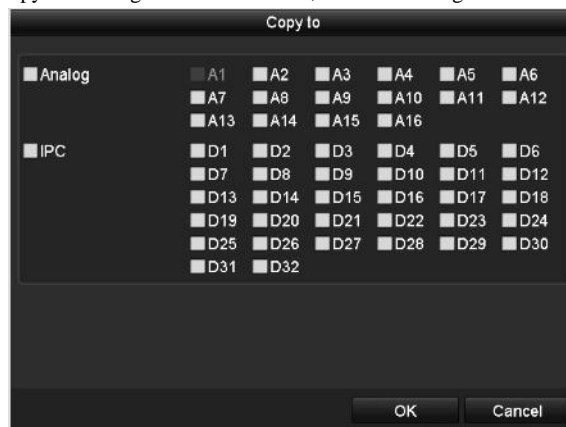 Copy to
Analog A1 A2 A3 A4 A5 A6
A7 A8 A9 A10 A11 A12
A13 A14 A15 A16
IPC D1 D2 D3 D4 D5 D6
D7 D8 D9 D10 D11 D12
D13 D14 D15 D16 D17 D18
D19 D20 D21 D22 D23 D24
D25 D26 D27 D28 D29 D30
D31 D32
OK Cancel